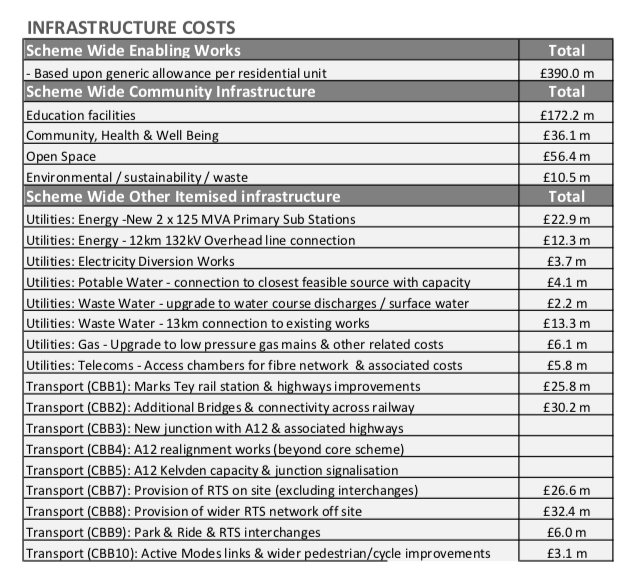 INFRASTRUCTURE COSTS
Scheme Wide Enabling Works Total
- Based upon generic allowance per residential unit £390.0 m
Scheme Wide Community Infrastructure Total
Education facilities £172.2 m
Community, Health & Well Being £36.1 m
Open Space £56.4 m
Environmental / sustainability / waste £10.5 m
Scheme Wide Other Itemised infrastructure Total
Utilities: Energy -New 2 x 125 MVA Primary Sub Stations £22.9 m
Utilities: Energy - 12km 132kV Overhead line connection £12.3 m
Utilities: Electricity Diversion Works £3.7 m
Utilities: Potable Water - connection to closest feasible source with capacity £4.1 m
Utilities: Waste Water - upgrade to water course discharges / surface water £2.2 m
Utilities: Waste Water - 13km connection to existing works £13.3 m
Utilities: Gas - Upgrade to low pressure gas mains & other related costs £6.1 m
Utilities: Telecoms - Access chambers for fibre network & associated costs £5.8 m
Transport (CBB1): Marks Tey rail station & highways improvements £25.8 m
Transport (CBB2): Additional Bridges & connectivity across railway £30.2 m
Transport (CBB3): New junction with A12 & associated highways
Transport (CBB4): A12 realignment works (beyond core scheme)
Transport (CBB5): A12 Kelvden capacity & junction signalisation
Transport (CBB7): Provision of RTS on site (excluding interchanges) £26.6 m
Transport (CBB8): Provision of wider RTS network off site £32.4 m
Transport (CBB9): Park & Ride & RTS interchanges £6.0 m
Transport (CBB10): Active Modes links & wider pedestrian/cycle improvements £3.1 m